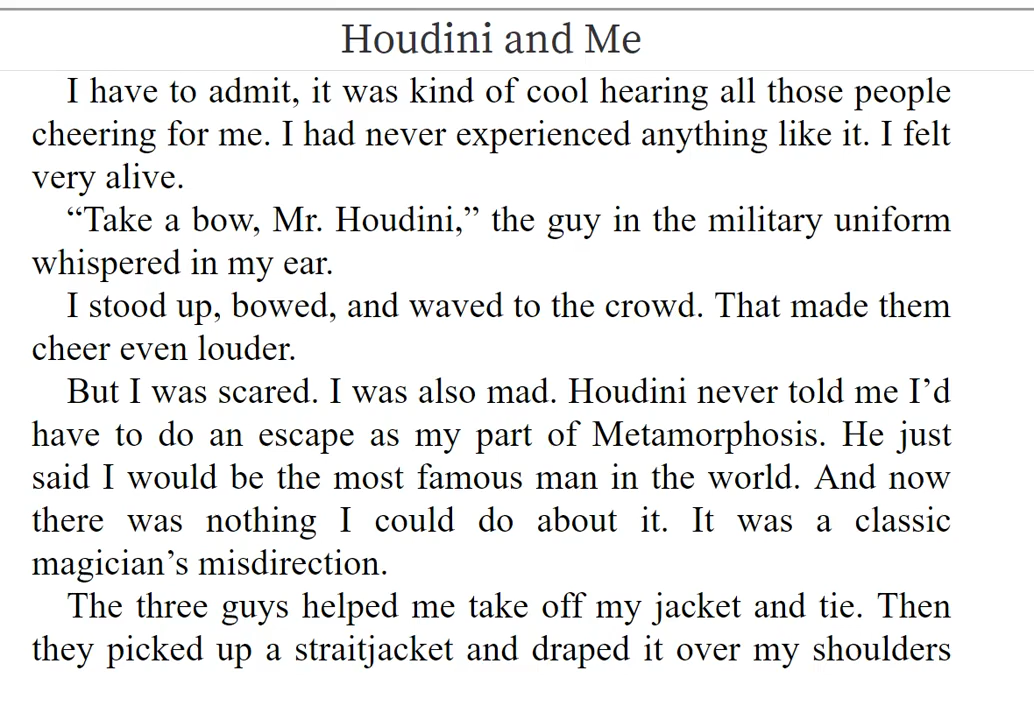 Houdini and Me
I have to admit, it was kind of cool hearing all those people
cheering for me. I had never experienced anything like it. I felt
very alive.
“Take a bow, Mr. Houdini,” the guy in the military uniform
whispered in my ear.
I stood up, bowed, and waved to the crowd. That made them
cheer even louder.
But I was scared. I was also mad. Houdini never told me I’d
have to do an escape as my part of Metamorphosis. He just
said I would be the most famous man in the world. And now
there was nothing I could do about it. It was a classic
magician’s misdirection.
The three guys helped me take off my jacket and tie. Then
they picked up a straitjacket and draped it over my shoulders